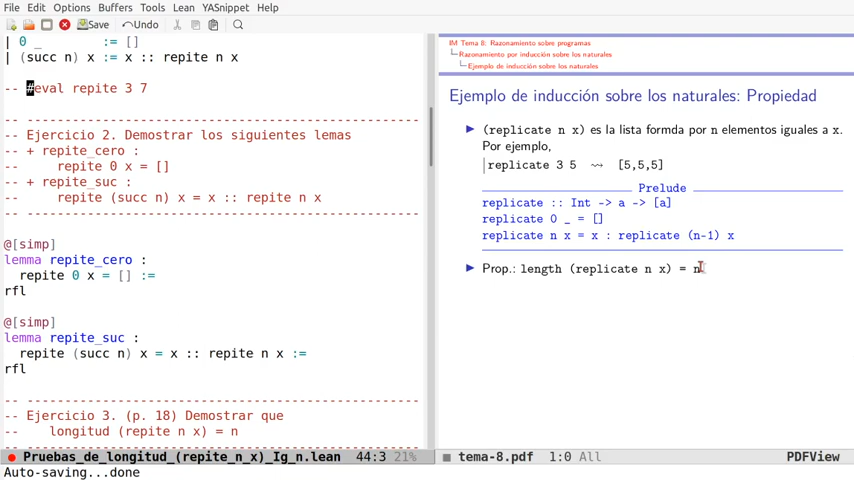 File Edit Options Buffers Tools Lean YASnippet Help
Save Undo
| 0 _ := []
| (succ n) x := x :: repite n x
-- #eval repite 3 7
-- ----------------------------------------------------
-- Ejercicio 2. Demostrar los siguientes lemas
-- + repite_cero :
-- repite 0 x = []
-- + repite_suc :
-- repite (succ n) x = x :: repite n x
-- ----------------------------------------------------
@[simp]
lemma repite_cero :
repite 0 x = [] :=
rfl
@[simp]
lemma repite_suc :
repite (succ n) x = x :: repite n x :=
rfl
-- ----------------------------------------------------
-- Ejercicio 3. (p. 18) Demostrar que
-- longitud (repite n x) = n
-- ----------------------------------------------------
Pruebas_de_longitud_(repite_n_x)_Ig_n.lean 44:3 21%
Auto-saving...done
IM Tema 8: Razonamiento sobre programas
Razonamiento por inducción sobre los naturales
Ejemplo de inducción sobre los naturales
Ejemplo de inducción sobre los naturales: Propiedad
▶ (replicate n x) es la lista formda por n elementos iguales a x.
Por ejemplo,
replicate 3 5 ⇝ [5,5,5]
Prelude
replicate :: Int -> a -> [a]
replicate 0 _ = []
replicate n x = x : replicate (n-1) x
▶ Prop.: length (replicate n x) = n
tema-8.pdf 1:0 All PDFView